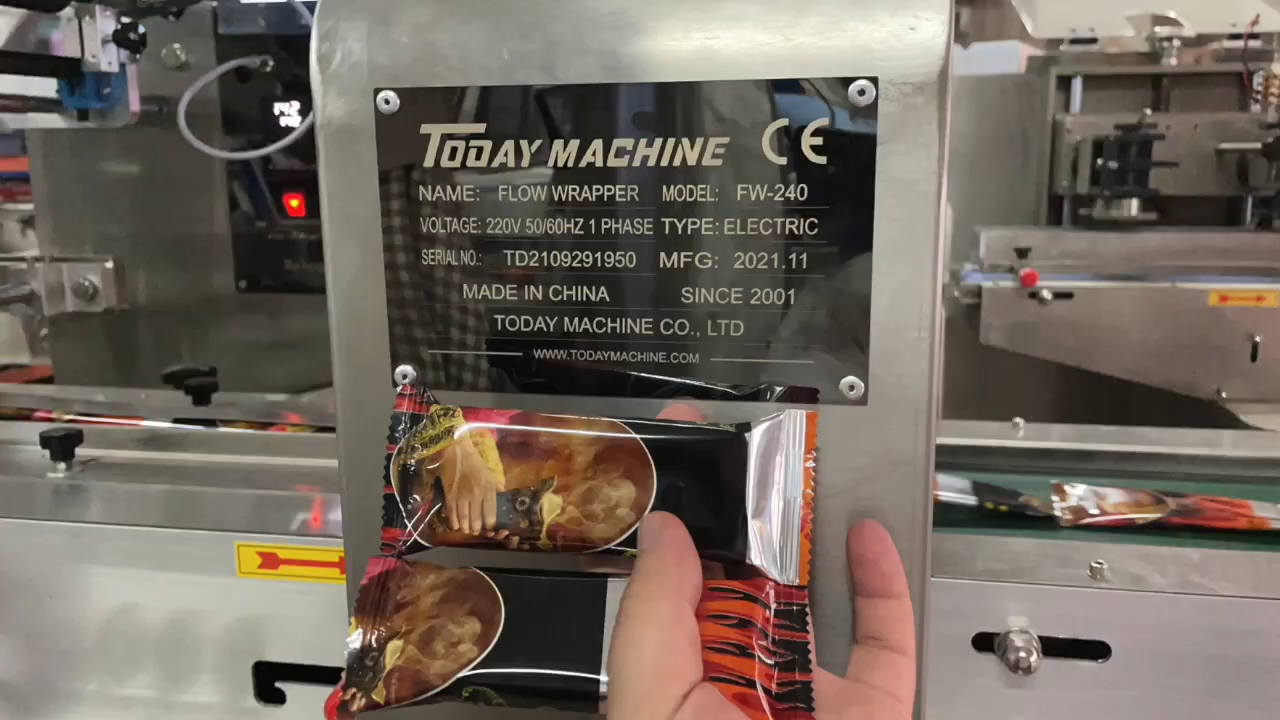 TODAY MACHINE CE
NAME: FLOW WRAPPER MODEL: FW-240
VOLTAGE: 220V 50/60HZ 1 PHASE TYPE: ELECTRIC
SERIAL NO.: TD2109291950 MFG: 2021.11
MADE IN CHINA SINCE 2001
TODAY MACHINE CO., LTD
WWW.TODAYMACHINE.COM